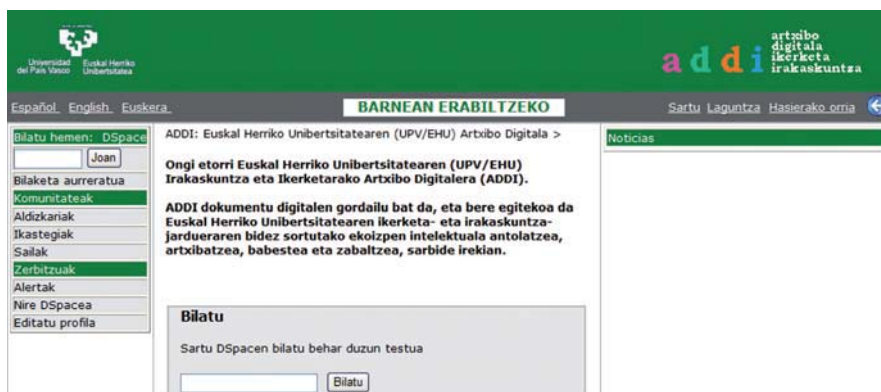 Universidad del País Vasco
Euskal Herriko Unibertsitatea
addi
artxibo
digitala
ikerketa
irakaskuntza
Español English Euskera
BARNEAN ERABILTZEKO
Sartu Laguntza Hasierako orria
Bilatu hemen: DSpace
Joan
Bilaketa aurreratua
Komunitateak
Aldizkariak
Ikastegiak
Sailak
Zerbitzuak
Alertak
Nire DSpacea
Editatu profila
ADDI: Euskal Herriko Unibertsitatearen (UPV/EHU) Artxibo Digitala >
Ongi etorri Euskal Herriko Unibertsitatearen (UPV/EHU)
Irakaskuntza eta Ikerketarako Artxibo Digitalera (ADDI).
ADDI dokumentu digitalen gordailu bat da, eta bere egitekoa da
Euskal Herriko Unibertsitatearen ikerketa- eta irakaskuntza-
jardueraren bidez sortutako ekoizpen intelektuala antolatzea,
artxibatzea, babestea eta zabaltzea, sarbide irekian.
Bilatu
Sartu DSpacen bilatu behar duzun testua
Bilatu
Noticias